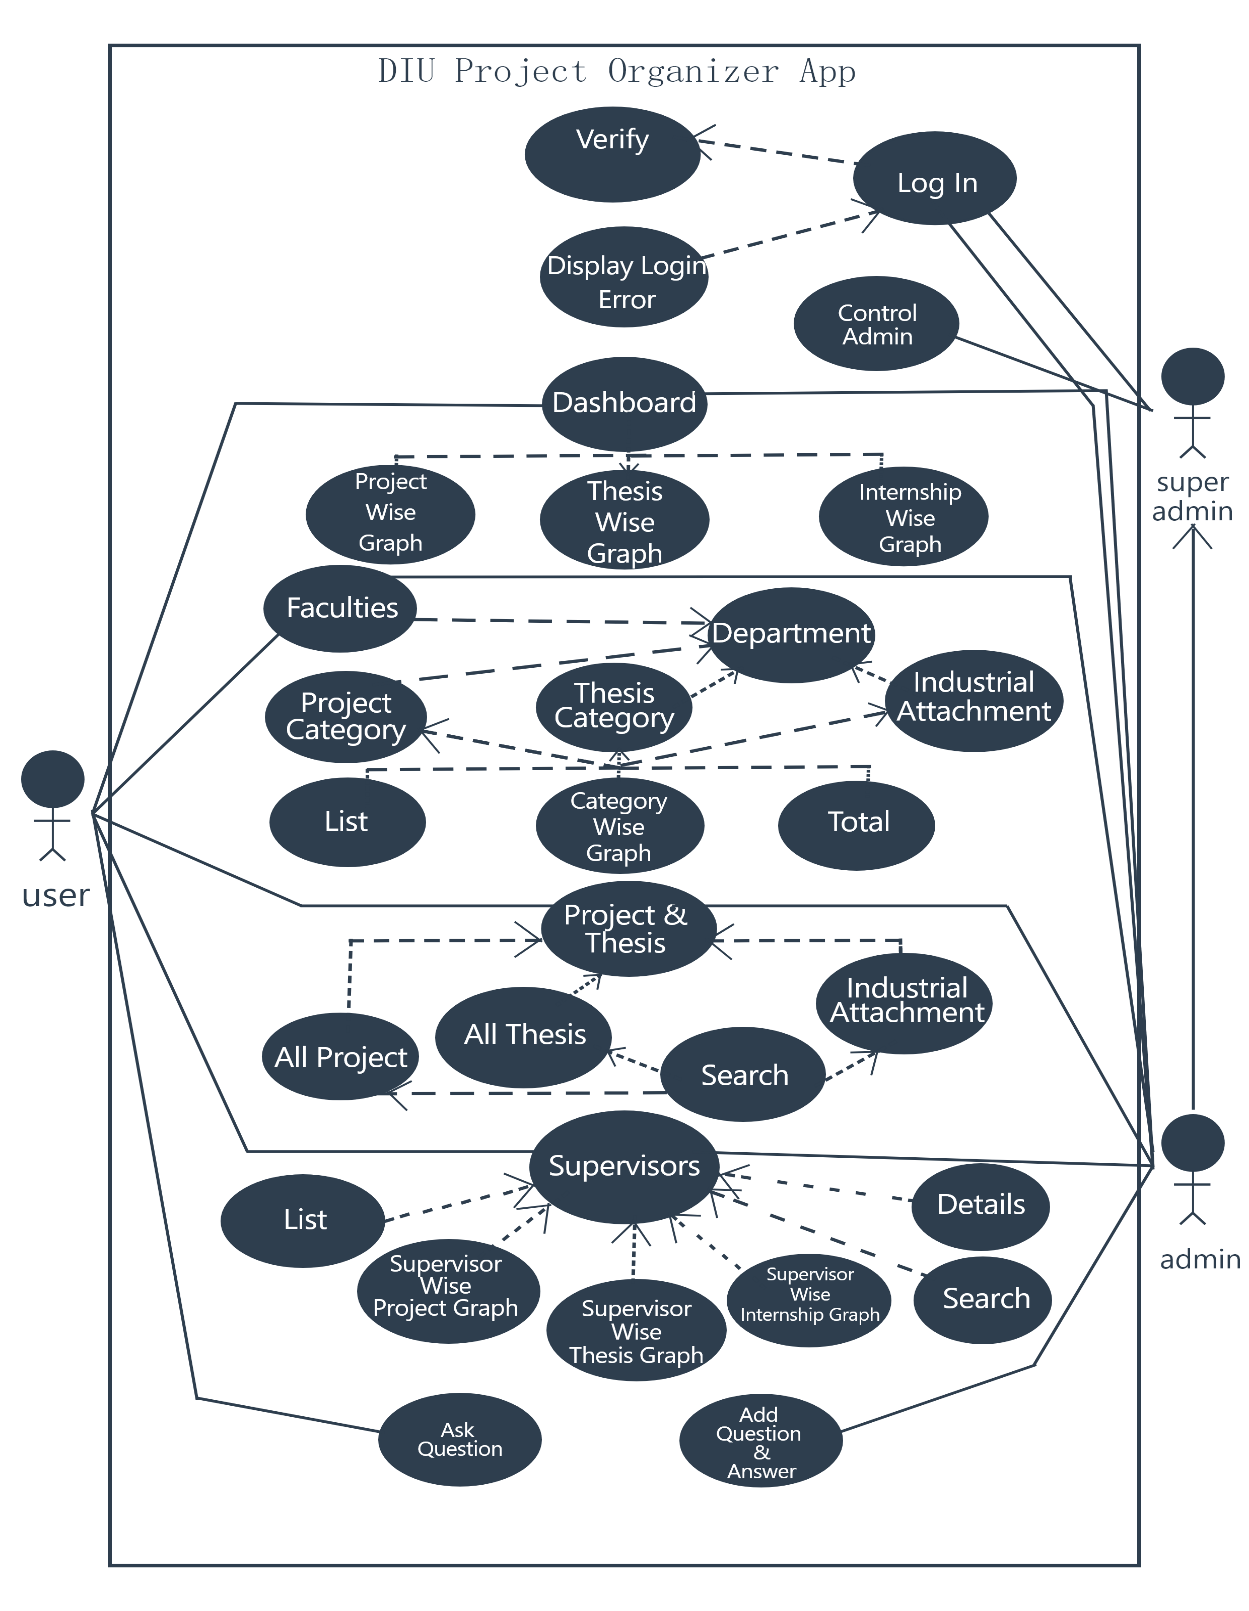 DIU Project Organizer App
Verify
Log In
Display Login
Error
Control
Admin
Dashboard
super
admin
Project
Wise
Graph
Thesis
Wise
Graph
Internship
Wise
Graph
Faculties
Department
Project
Category
Thesis
Category
Industrial
Attachment
List
Category
Wise
Graph
Total
user
Project &
Thesis
All Project
All Thesis
Search
Industrial
Attachment
Supervisors
List
Details
Supervisor
Wise
Project Graph
Supervisor
Wise
Thesis Graph
Supervisor
Wise
Internship Graph
Search
admin
Ask
Question
Add
Question
&
Answer